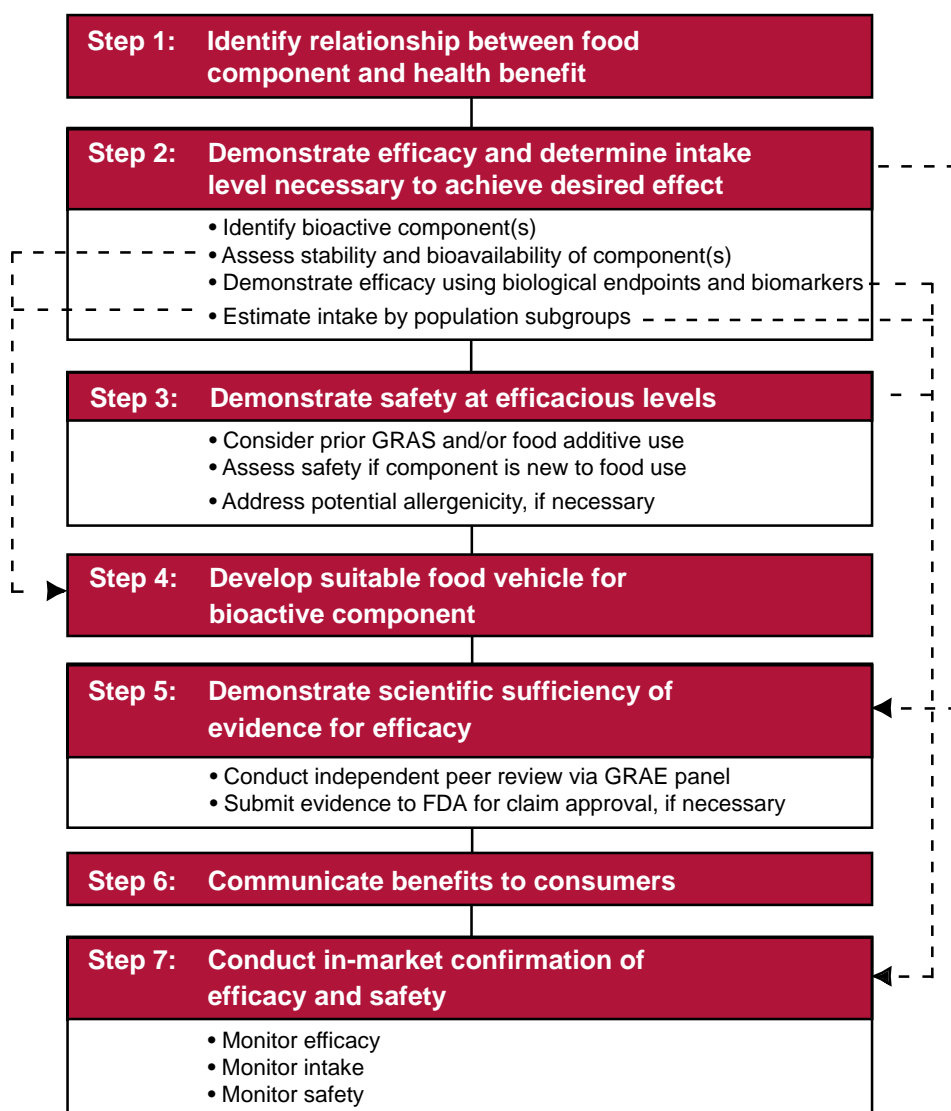 Step 1: Identify relationship between food
component and health benefit
Step 2: Demonstrate efficacy and determine intake
level necessary to achieve desired effect
• Identify bioactive component(s)
• Assess stability and bioavailability of component(s)
• Demonstrate efficacy using biological endpoints and biomarkers
• Estimate intake by population subgroups
Step 3: Demonstrate safety at efficacious levels
• Consider prior GRAS and/or food additive use
• Assess safety if component is new to food use
• Address potential allergenicity, if necessary
Step 4: Develop suitable food vehicle for
bioactive component
Step 5: Demonstrate scientific sufficiency of
evidence for efficacy
• Conduct independent peer review via GRAE panel
• Submit evidence to FDA for claim approval, if necessary
Step 6: Communicate benefits to consumers
Step 7: Conduct in-market confirmation of
efficacy and safety
• Monitor efficacy
• Monitor intake
• Monitor safety